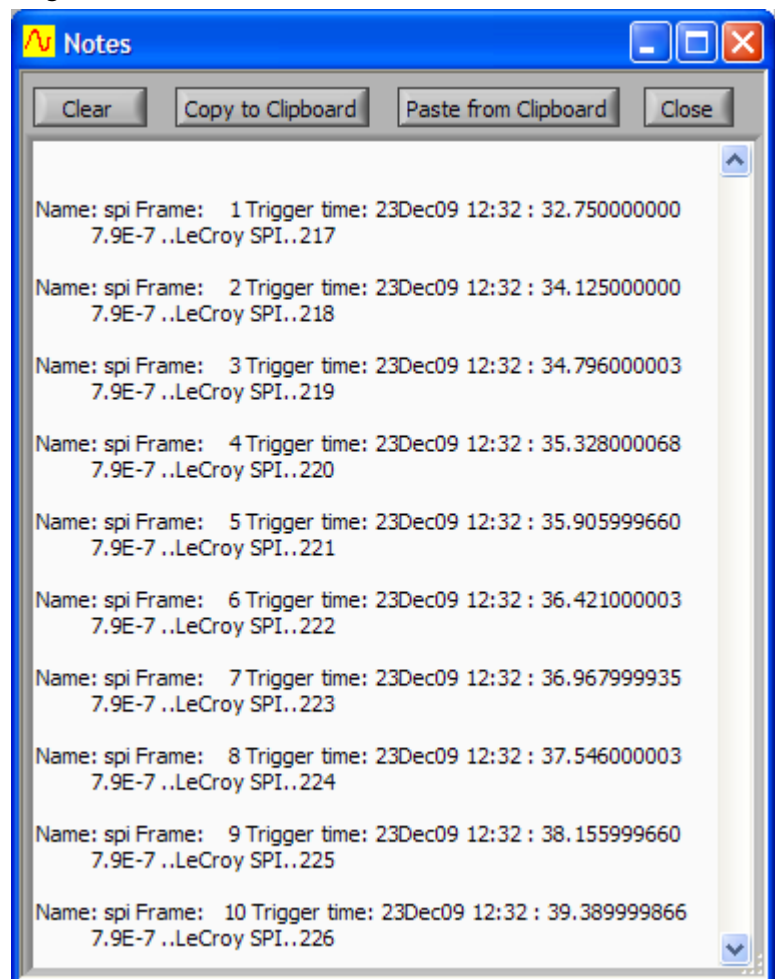 Notes
Clear Copy to Clipboard Paste from Clipboard Close
Name: spi Frame: 1 Trigger time: 23Dec09 12:32 : 32.750000000
7.9E-7 ..LeCroy SPI..217
Name: spi Frame: 2 Trigger time: 23Dec09 12:32 : 34.125000000
7.9E-7 ..LeCroy SPI..218
Name: spi Frame: 3 Trigger time: 23Dec09 12:32 : 34.796000003
7.9E-7 ..LeCroy SPI..219
Name: spi Frame: 4 Trigger time: 23Dec09 12:32 : 35.328000068
7.9E-7 ..LeCroy SPI..220
Name: spi Frame: 5 Trigger time: 23Dec09 12:32 : 35.905999660
7.9E-7 ..LeCroy SPI..221
Name: spi Frame: 6 Trigger time: 23Dec09 12:32 : 36.421000003
7.9E-7 ..LeCroy SPI..222
Name: spi Frame: 7 Trigger time: 23Dec09 12:32 : 36.967999935
7.9E-7 ..LeCroy SPI..223
Name: spi Frame: 8 Trigger time: 23Dec09 12:32 : 37.546000003
7.9E-7 ..LeCroy SPI..224
Name: spi Frame: 9 Trigger time: 23Dec09 12:32 : 38.155999660
7.9E-7 ..LeCroy SPI..225
Name: spi Frame: 10 Trigger time: 23Dec09 12:32 : 39.389999866
7.9E-7 ..LeCroy SPI..226